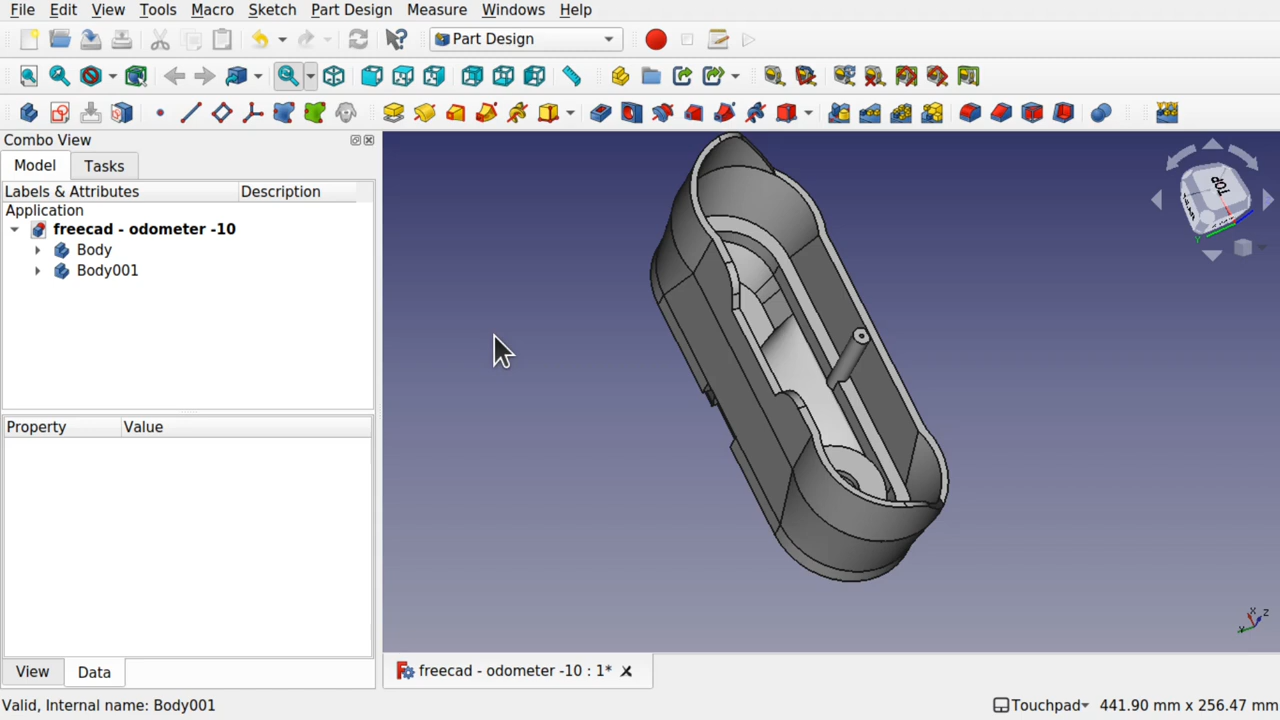 File Edit View Tools Macro Sketch Part Design Measure Windows Help
Part Design
Combo View
Model Tasks
Labels & Attributes Description
Application
freecad - odometer -10
Body
Body001
Property Value
View Data
TOP
Y
X Z
Y
freecad - odometer -10 : 1*
Valid, Internal name: Body001 Touchpad 441.90 mm x 256.47 mm